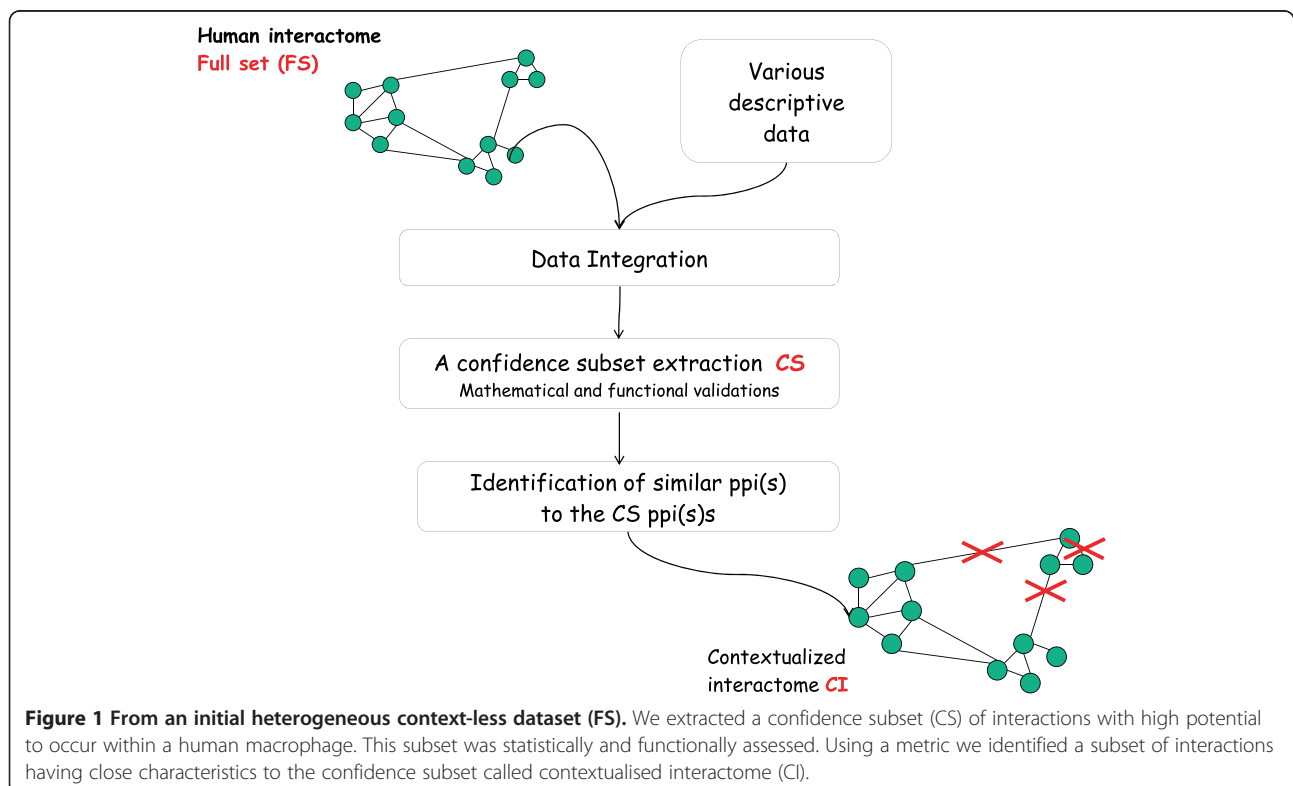 Human interactome
Full set (FS)
Various
descriptive
data
Data Integration
A confidence subset extraction CS
Mathematical and functional validations
Identification of similar ppi(s)
to the CS ppi(s)s
Contextualized
interactome CI
Figure 1 From an initial heterogeneous context-less dataset (FS). We extracted a confidence subset (CS) of interactions with high potential
to occur within a human macrophage. This subset was statistically and functionally assessed. Using a metric we identified a subset of interactions
having close characteristics to the confidence subset called contextualised interactome (CI).